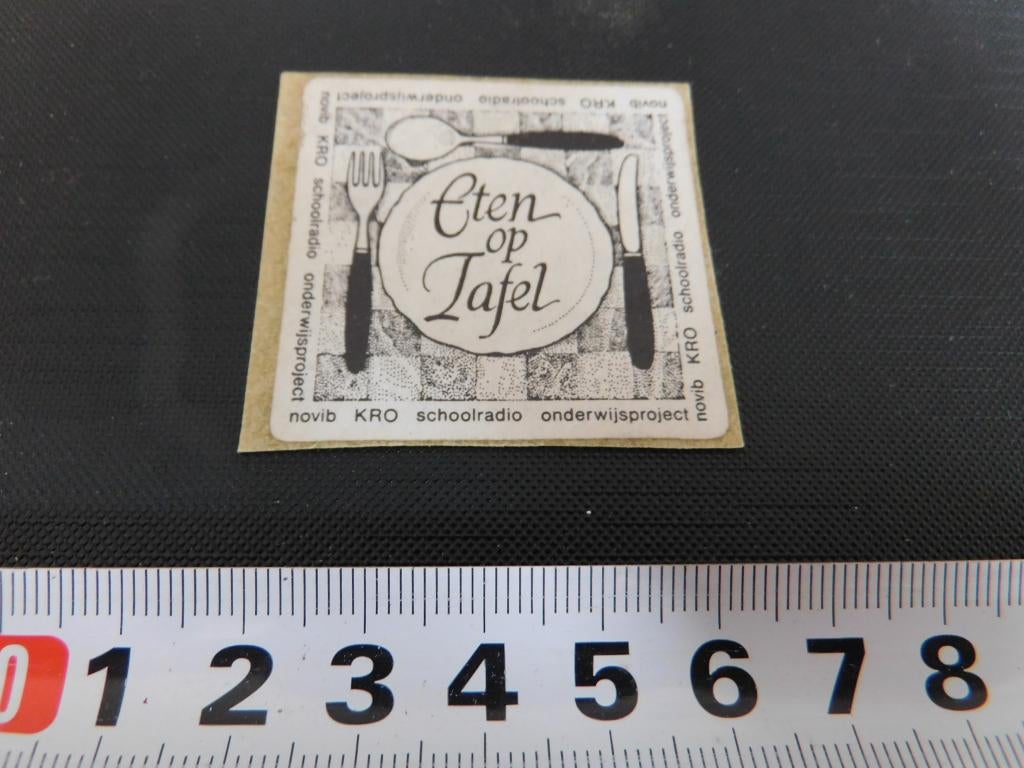 novib KRO schoolradio onderwijsproject
novib KRO schoolradio onderwijsproject
Eten
op
Tafel
novib KRO schoolradio onderwijsproject
novib KRO schoolradio onderwijsproject
0 1 2 3 4 5 6 7 8